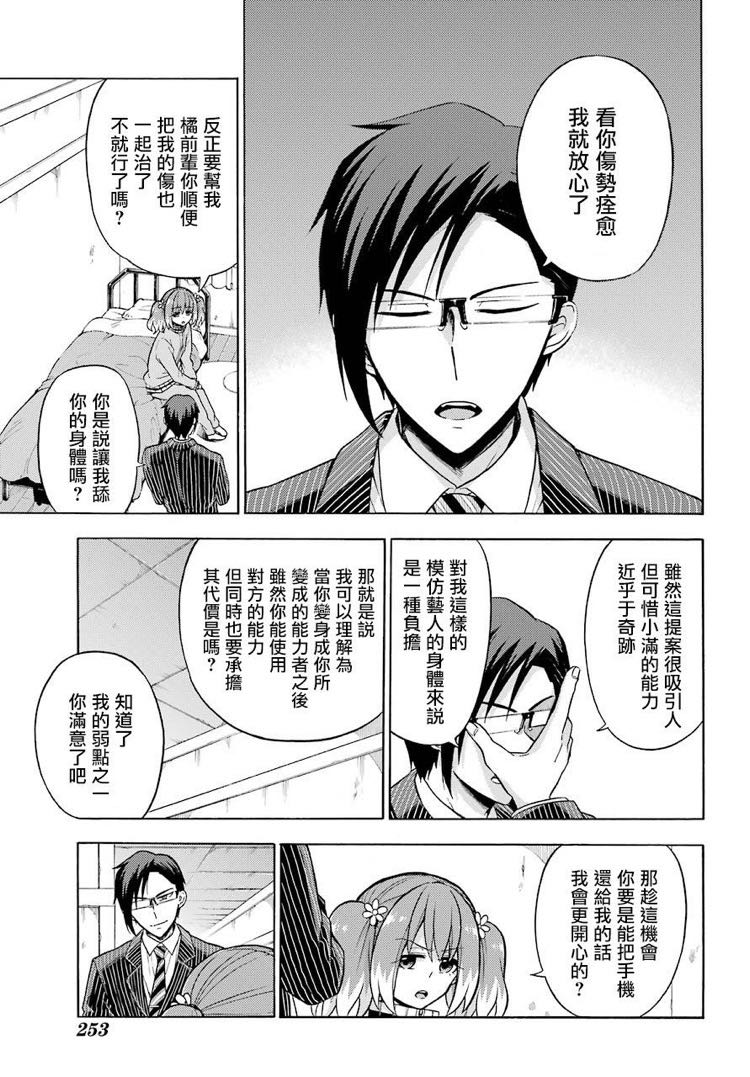 看你傷勢痊愈
我就放心了
反正要幫我
橘前輩你順便
把我的傷也
一起治了
不就行了嗎？
你是説讓我舔
你的身體嗎？
雖然這提案很吸引人
但可惜小滿的能力
近乎于奇跡
對我這樣的
模仿藝人的身體來説
是一種負擔
那就是説
我可以理解為
當你變身成你所
變成的能力者之後
雖然你能使用
對方的能力
但同時也要承擔
其代價是嗎？
知道了
我的弱點之一
你滿意了吧
那趁這機會
你要是能把手機
還給我的話
我會更開心的？
253